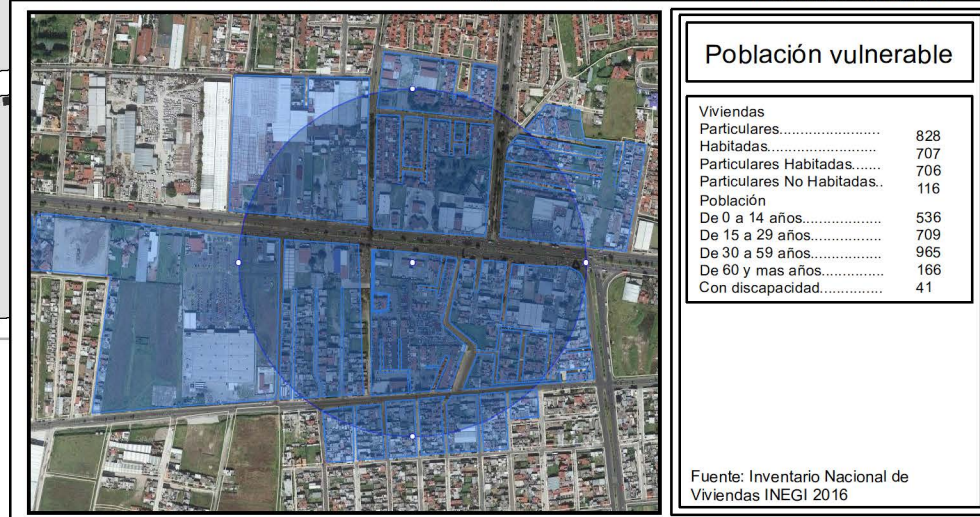 Población vulnerable
Viviendas
Particulares........................ 828
Habitadas.......................... 707
Particulares Habitadas....... 706
Particulares No Habitadas.. 116
Población
De 0 a 14 años................... 536
De 15 a 29 años................. 709
De 30 a 59 años................. 965
De 60 y mas años............... 166
Con discapacidad............... 41
Fuente: Inventario Nacional de
Viviendas INEGI 2016